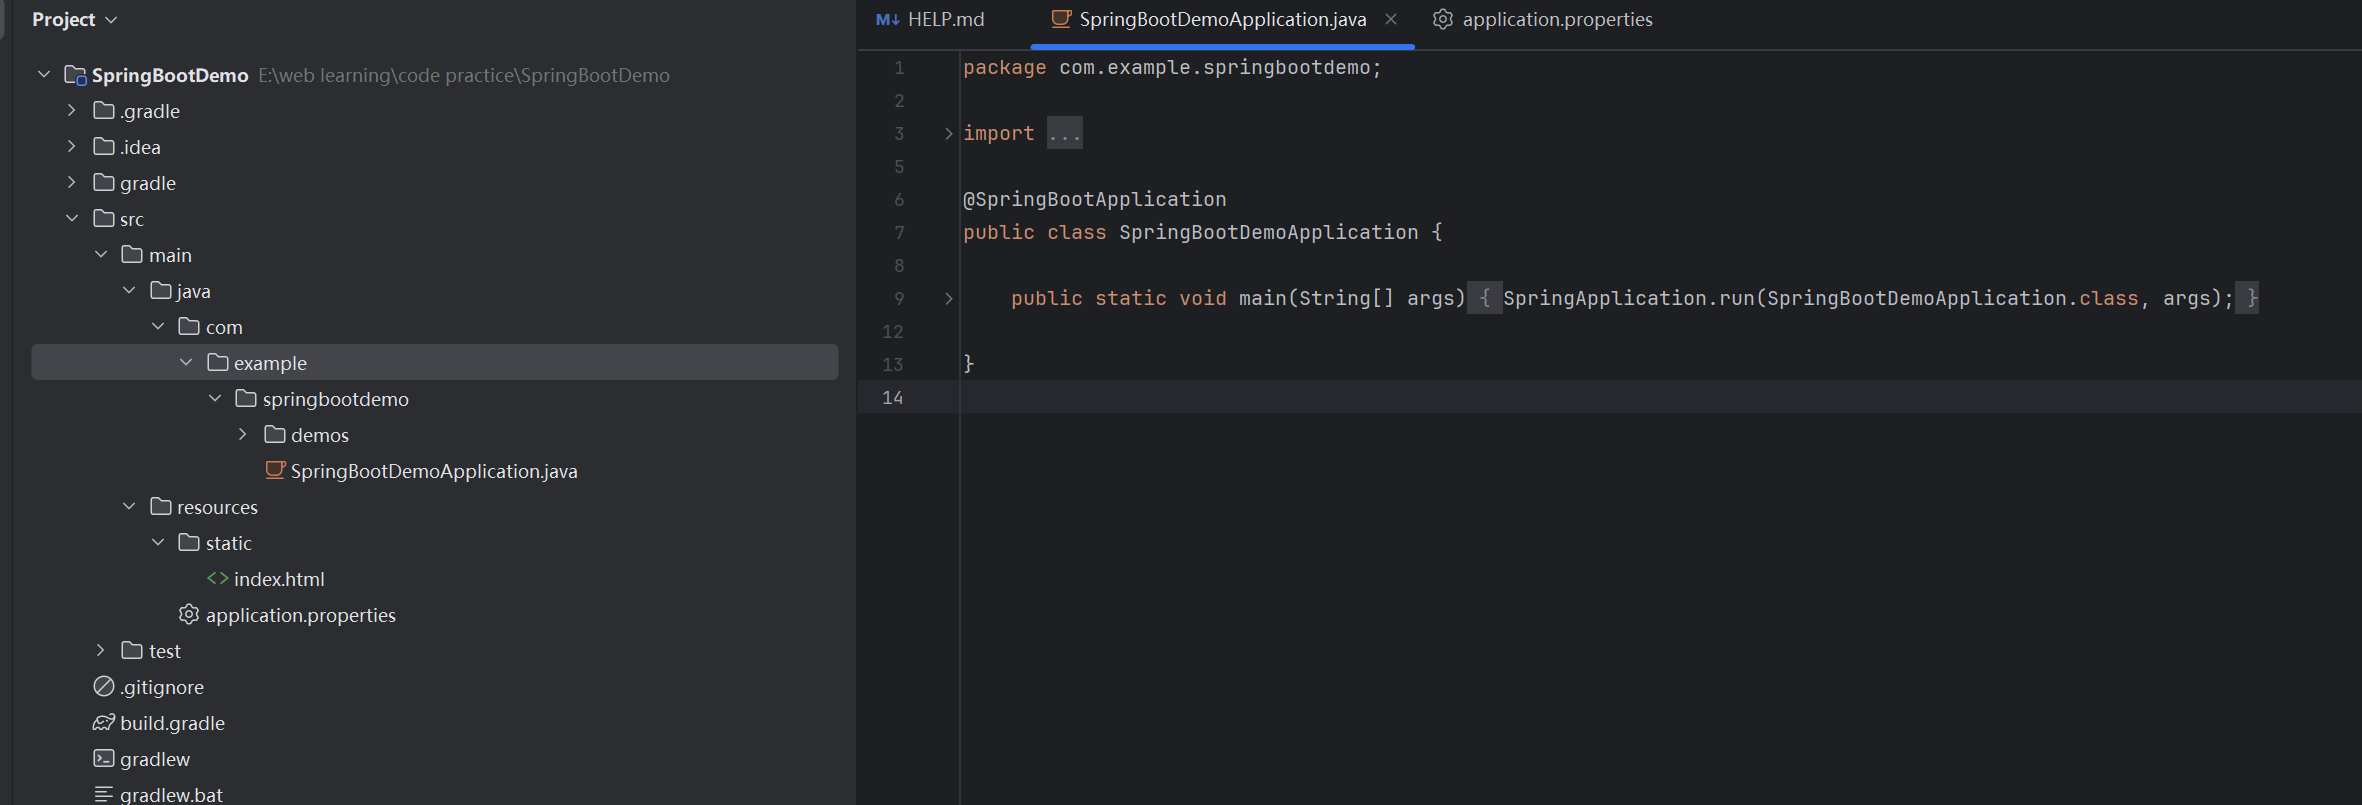 Project
SpringBootDemo E:\web learning\code practice\SpringBootDemo
.gradle
.idea
gradle
src
main
java
com
example
springbootdemo
demos
SpringBootDemoApplication.java
resources
static
index.html
application.properties
test
.gitignore
build.gradle
gradlew
gradlew.bat
M↓ HELP.md SpringBootDemoApplication.java application.properties
1 package com.example.springbootdemo;
2
3 import ...
5
6 @SpringBootApplication
7 public class SpringBootDemoApplication {
8
9 public static void main(String[] args) { SpringApplication.run(SpringBootDemoApplication.class, args); }
12
13 }
14